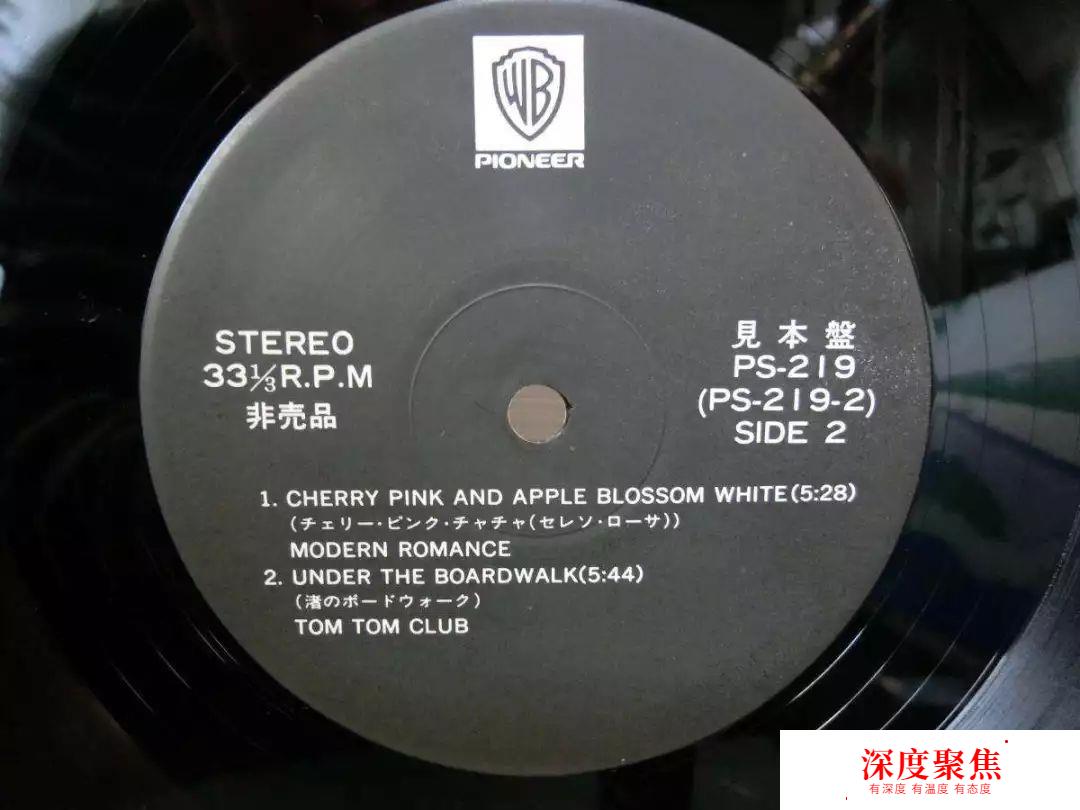 WB
PIONEER
STEREO
33⅓ R.P.M
非売品
見本盤
PS-219
(PS-219-2)
SIDE 2
1. CHERRY PINK AND APPLE BLOSSOM WHITE(5:28)
(チェリー・ピンク・チャチャ(セレソ・ローサ))
MODERN ROMANCE
2. UNDER THE BOARDWALK(5:44)
(渚のボードウォーク)
TOM TOM CLUB
深度聚焦
有深度 有温度 有态度